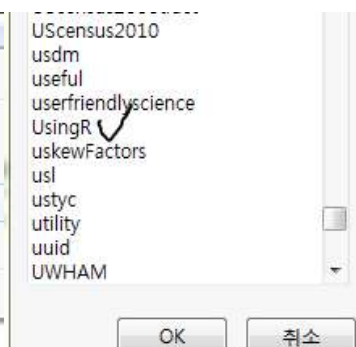 UScensus2010
usdm
useful
userfriendlyscience
UsingR
uskewFactors
usl
ustyc
utility
uuid
UWHAM
OK
취소